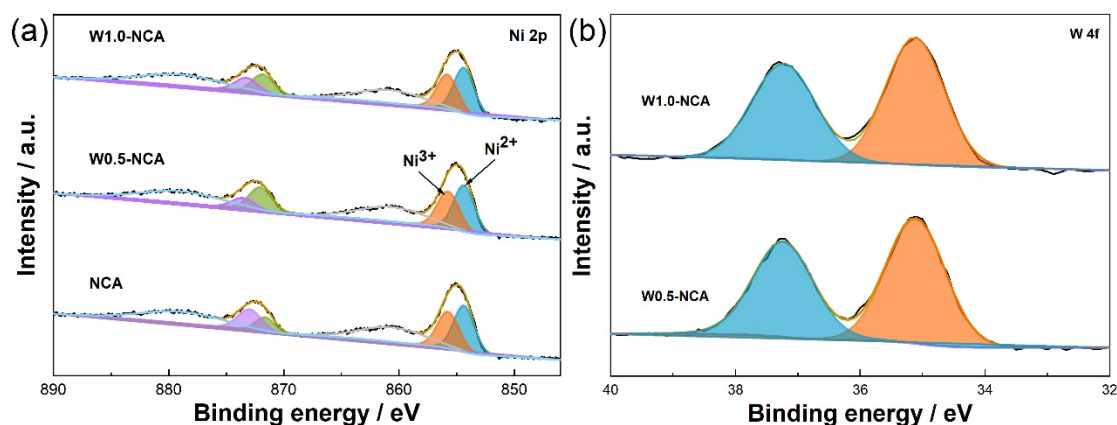 (a)
W1.0-NCA
Ni 2p
W0.5-NCA
Ni³⁺
Ni²⁺
NCA
Intensity / a.u.
890
880
870
860
850
Binding energy / eV
(b)
W 4f
W1.0-NCA
W0.5-NCA
Intensity / a.u.
40
38
36
34
32
Binding energy / eV